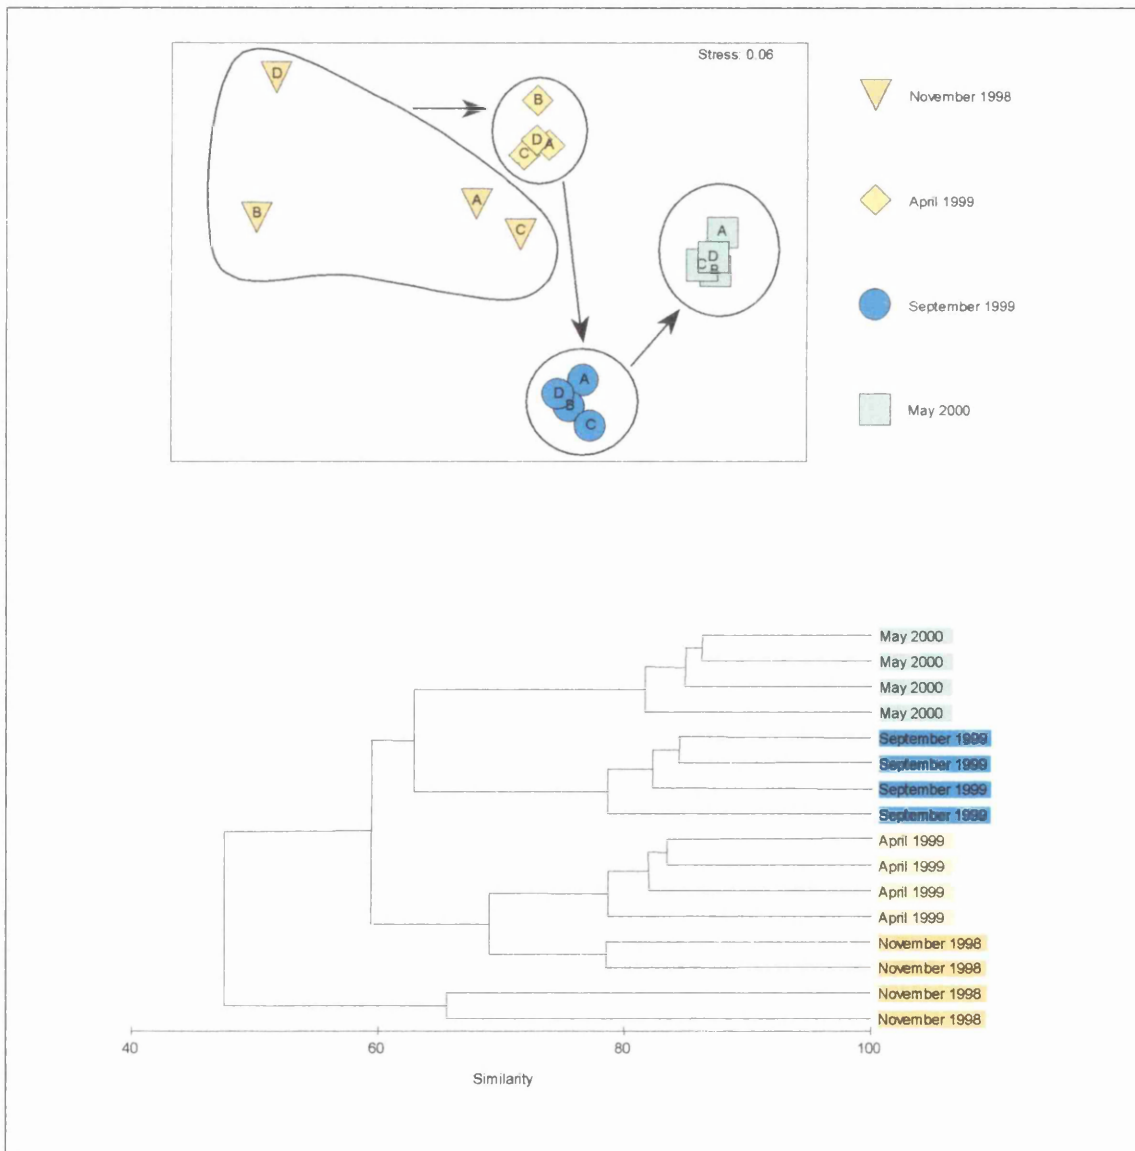 Stress: 0.06
D
B
A
C
B
D
A
C
A
D
C
B
A
D
B
C
November 1998
April 1999
September 1999
May 2000
May 2000
May 2000
May 2000
May 2000
September 1999
September 1999
September 1999
September 1999
April 1999
April 1999
April 1999
April 1999
November 1998
November 1998
November 1998
November 1998
40 60 80 100
Similarity